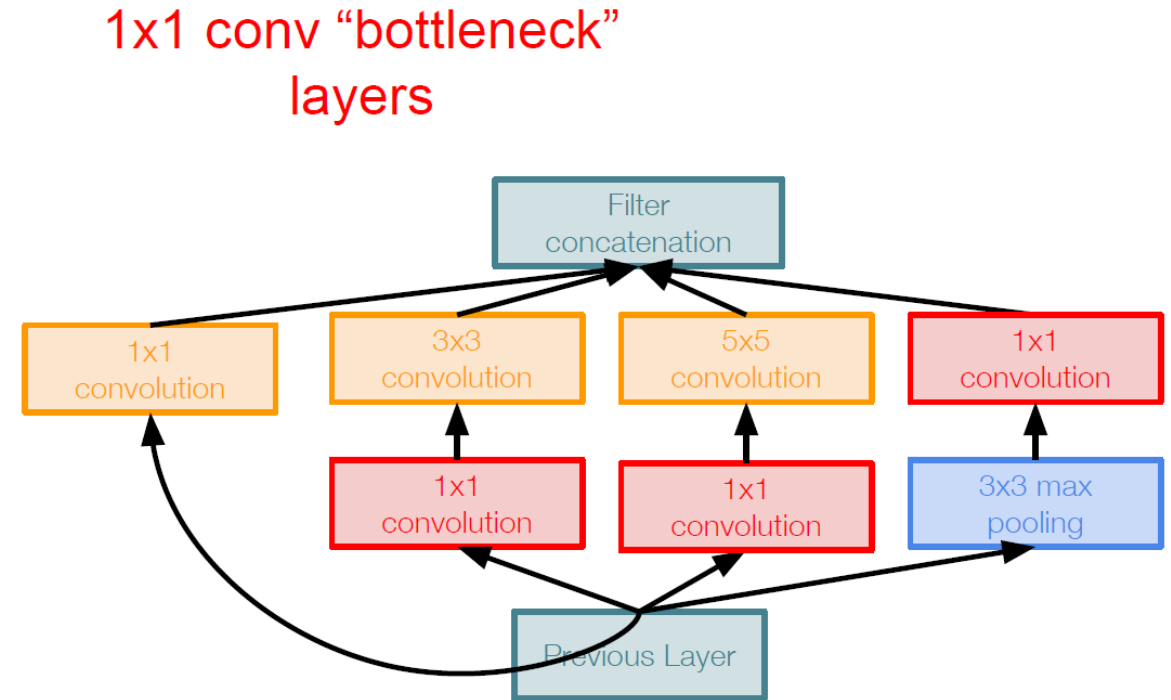 1x1 conv “bottleneck”
layers
Filter
concatenation
1x1
convolution
3x3
convolution
5x5
convolution
1x1
convolution
1x1
convolution
1x1
convolution
3x3 max
pooling
Previous Layer